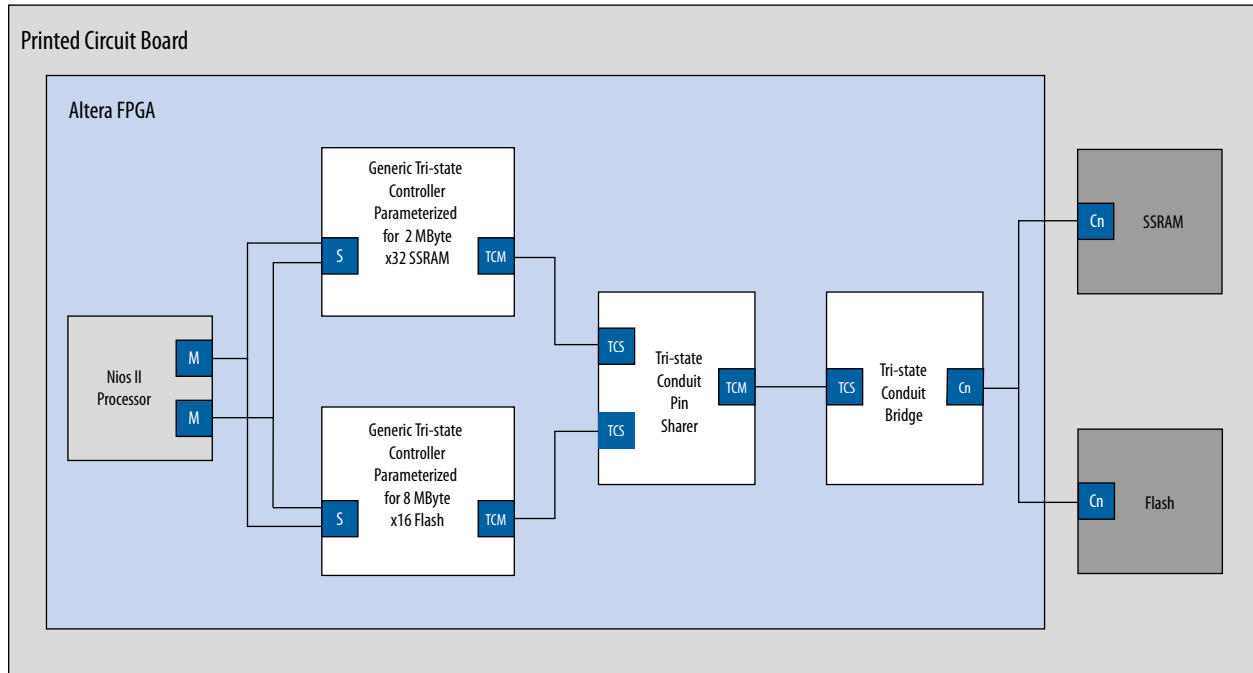 Printed Circuit Board
Altera FPGA
Generic Tri-state
Controller
Parameterized
for 2 MByte
x32 SSRAM
S
TCM
Cn
SSRAM
M
M
Nios II
Processor
TCS
TCS
Tri-state
Conduit
Pin
Sharer
TCM
TCS
Tri-state
Conduit
Bridge
Cn
Generic Tri-state
Controller
Parameterized
for 8 MByte
x16 Flash
S
TCM
Cn
Flash